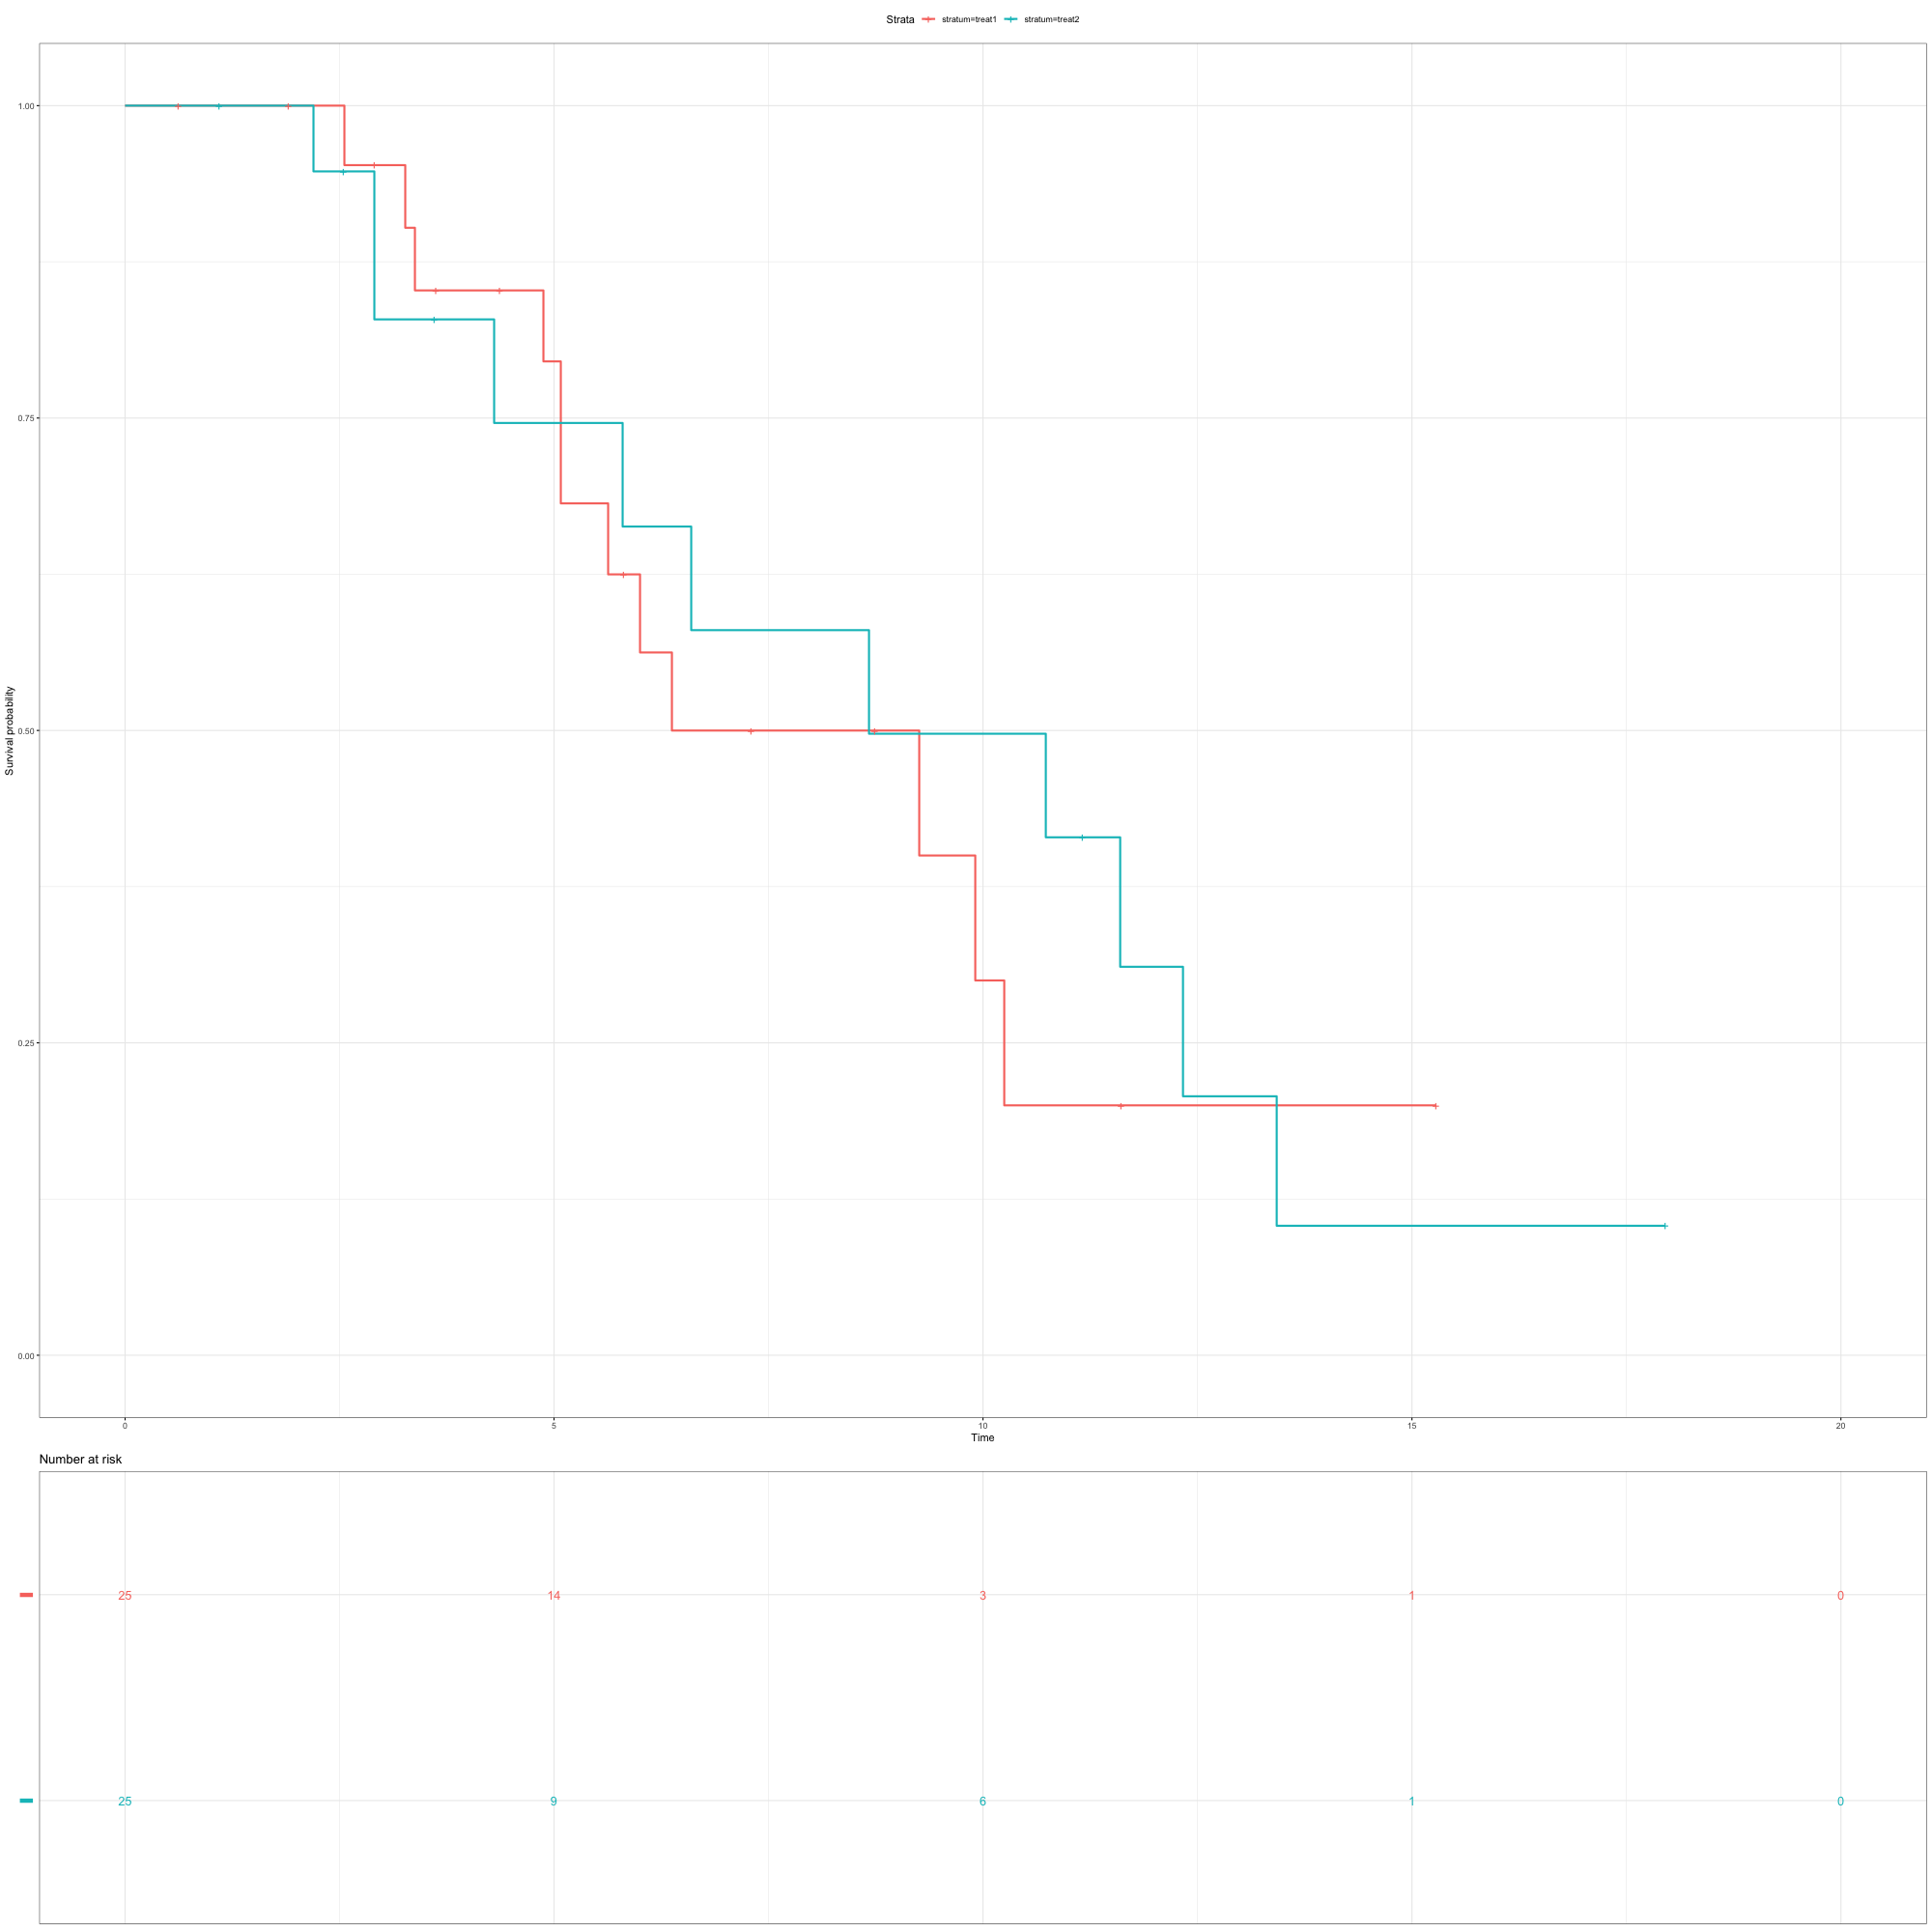 Strata stratum=treat1 stratum=treat2
1.00
0.75
0.50
0.25
0.00
Survival probability
0 5 10 15 20
Time
Number at risk
25 14 3 1 0
25 9 6 1 0